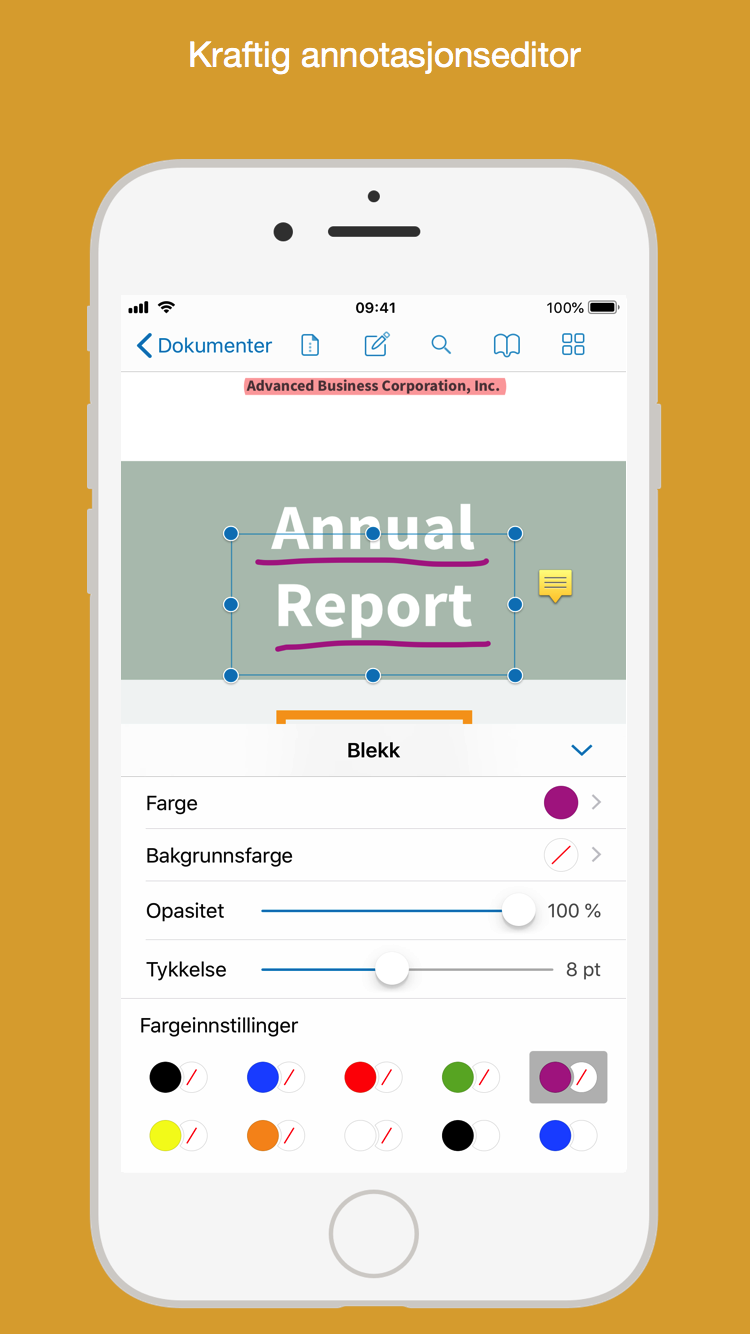 Kraftig annotasjonseditor
09:41
100%
Dokumenter
Advanced Business Corporation, Inc.
Annual
Report
Blekk
Farge
Bakgrunnsfarge
Opasitet 100 %
Tykkelse 8 pt
Fargeinnstillinger